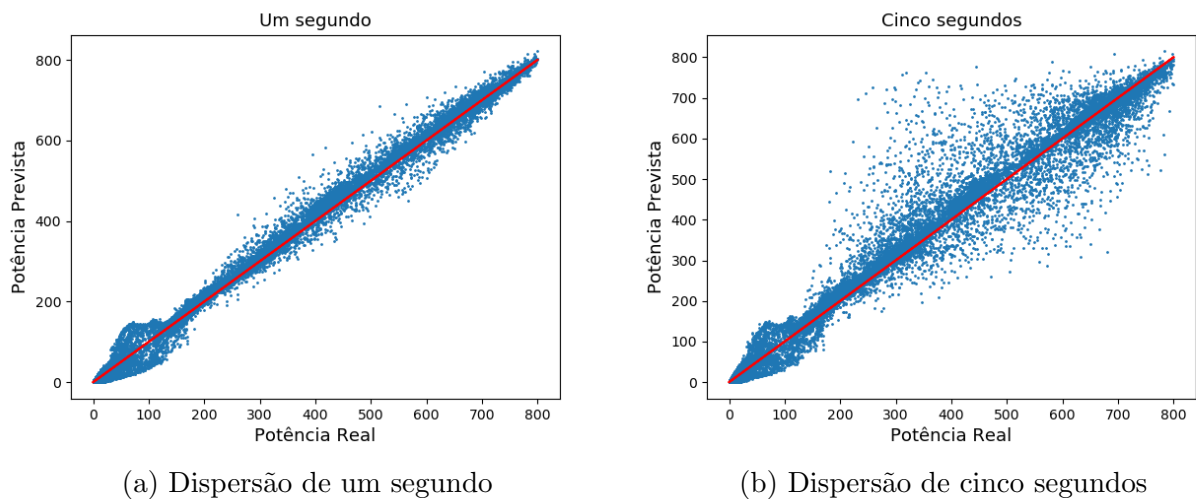 Um segundo
800
600
400
200
0
Potência Prevista
0 100 200 300 400 500 600 700 800
Potência Real
(a) Dispersão de um segundo
Cinco segundos
800
700
600
500
400
300
200
100
0
Potência Prevista
0 100 200 300 400 500 600 700 800
Potência Real
(b) Dispersão de cinco segundos